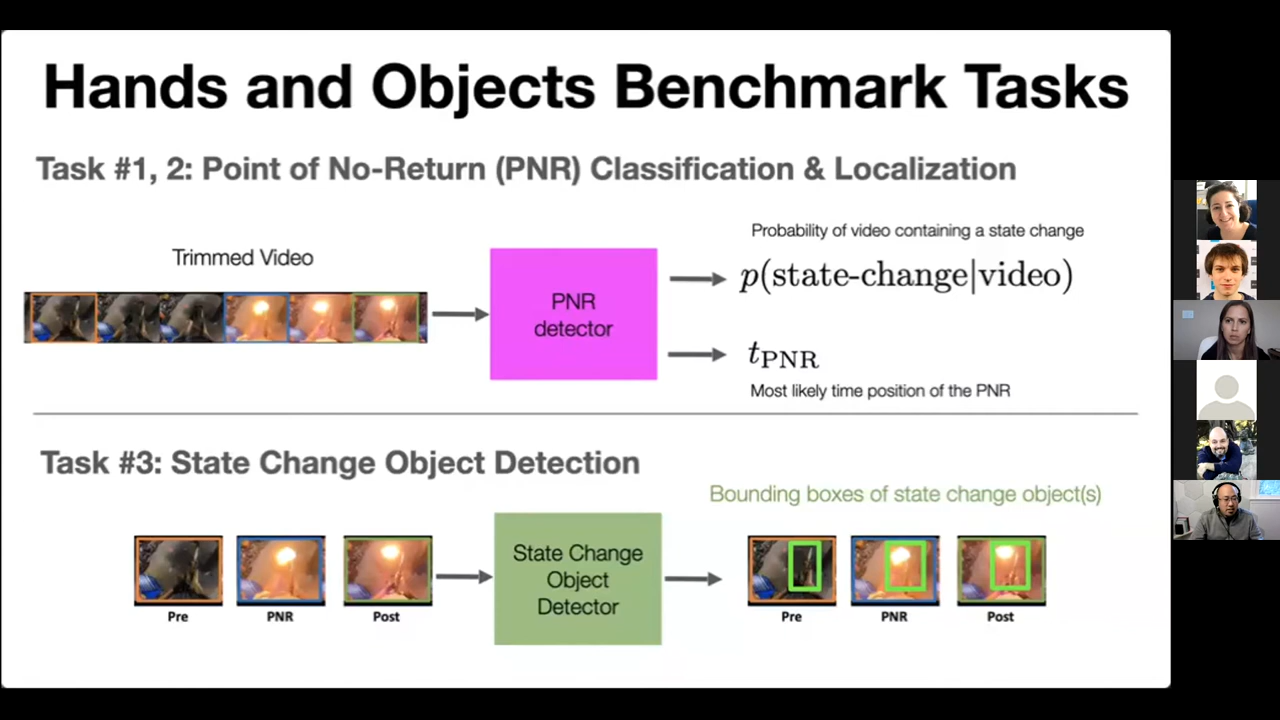 Hands and Objects Benchmark Tasks
Task #1, 2: Point of No-Return (PNR) Classification & Localization
Trimmed Video
PNR
detector
Probability of video containing a state change
p(state-change|video)
tPNR
Most likely time position of the PNR
Task #3: State Change Object Detection
Pre
PNR
Post
State Change
Object
Detector
Bounding boxes of state change object(s)
Pre
PNR
Post